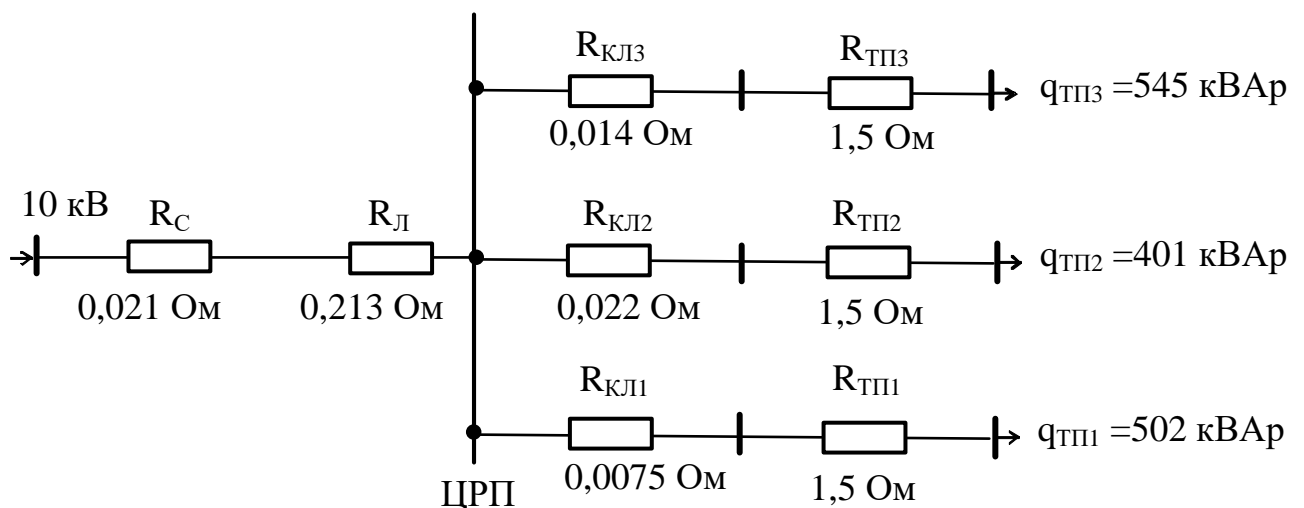 R_КЛ3
R_ТП3
q_ТП3 =545 кВАр
0,014 Ом
1,5 Ом
10 кВ
R_С
R_Л
R_КЛ2
R_ТП2
q_ТП2 =401 кВАр
0,021 Ом
0,213 Ом
0,022 Ом
1,5 Ом
R_КЛ1
R_ТП1
q_ТП1 =502 кВАр
0,0075 Ом
1,5 Ом
ЦРП